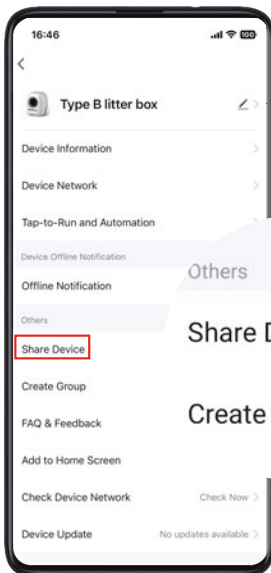 16:46
100
Type B litter box
Device Information
Device Network
Tap-to-Run and Automation
Device Offline Notification
Offline Notification
Others
Share Device
Create Group
FAQ & Feedback
Add to Home Screen
Check Device Network Check Now
Device Update No updates available
Others
Share D
Create